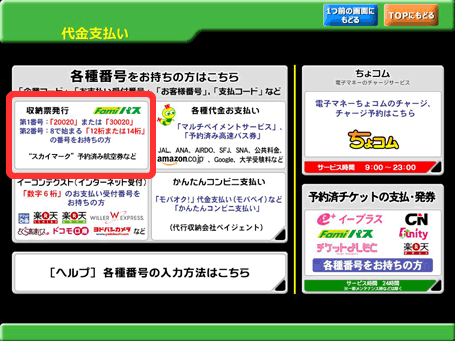 1つ前の画面に
もどる
TOPにもどる
代金支払い
各種番号をお持ちの方はこちら
「企業コード」、「お支払い受付番号」、「お客様番号」、「支払コード」など
収納票発行
Famiパス
第1番号:「20020」または「30020」
第2番号:8で始まる「12桁または14桁」
の番号をお持ちの方
"スカイマーク"予約済み航空券など
各種代金お支払い
「マルチペイメントサービス」、
「予約済み高速バス券」
JAL、ANA、AIRDO、SFJ、SNA、公共料金、
amazon.co.jp、Google、大学受験料など
イーコンテクスト(インターネット受付)
「数字6桁」のお支払い受付番号を
お持ちの方
楽天
楽天
WILLER EXPRESS
ドコモ口座
ヨドバシカメラ
など
かんたんコンビニ支払い
「モバオク!」代金支払い(モバペイ)など
「かんたんコンビニ支払い」
(代行収納会社ペイジェント)
[ヘルプ] 各種番号の入力方法はこちら
ちょコム
電子マネーのチャージサービス
電子マネーちょコムのチャージ、
チャージ予約はこちら
ちょコム
サービス時間 9:00 ~ 23:00
予約済チケットの支払・発券
e+イープラス
CN
Famiパス
@unity
チケットぴあ
楽天
各種番号をお持ちの方
サービス時間 24時間